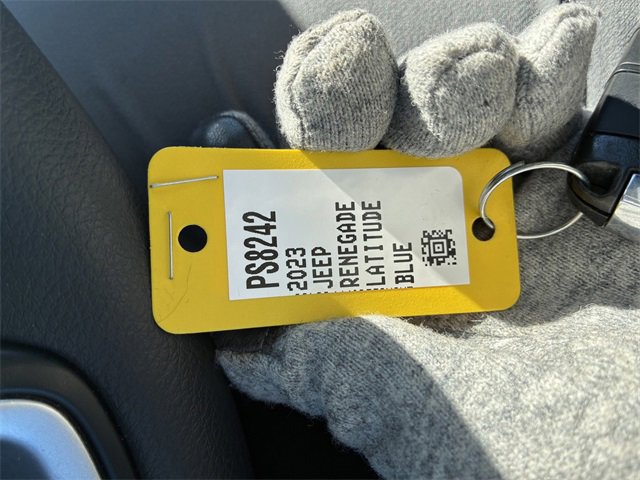 PS8242
2023
JEEP
RENEGADE
LATITUDE
BLUE